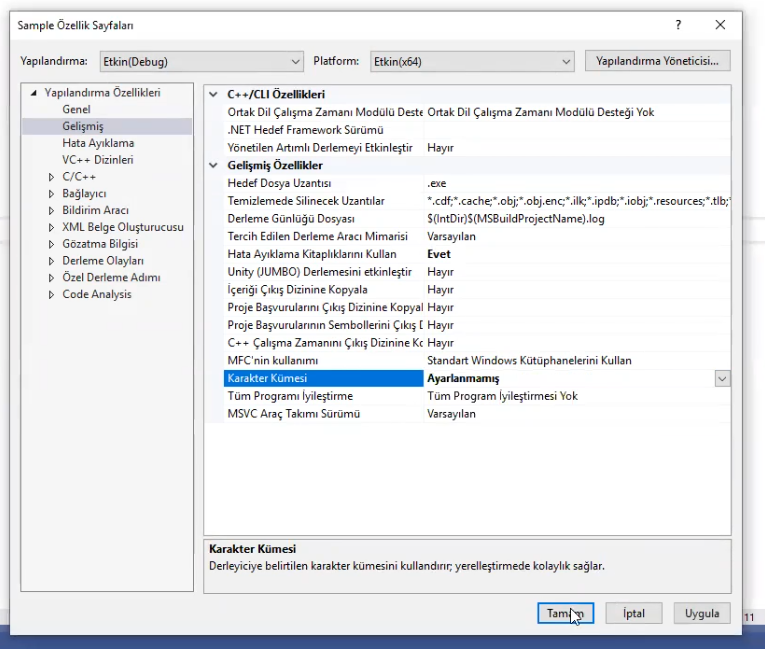 Sample Özellik Sayfaları
Yapılandırma: Etkin(Debug) Platform: Etkin(x64) Yapılandırma Yöneticisi...
Yapılandırma Özellikleri
Genel
Gelişmiş
Hata Ayıklama
VC++ Dizinleri
C/C++
Bağlayıcı
Bildirim Aracı
XML Belge Oluşturucusu
Gözatma Bilgisi
Derleme Olayları
Özel Derleme Adımı
Code Analysis
C++/CLI Özellikleri
Ortak Dil Çalışma Zamanı Modülü Deste Ortak Dil Çalışma Zamanı Modülü Desteği Yok
.NET Hedef Framework Sürümü
Yönetilen Artımlı Derlemeyi Etkinleştir Hayır
Gelişmiş Özellikler
Hedef Dosya Uzantısı .exe
Temizlemede Silinecek Uzantılar *.cdf;*.cache;*.obj;*.obj.enc;*.ilk;*.ipdb;*.iobj;*.resources;*.tlb;*
Derleme Günlüğü Dosyası $(IntDir)$(MSBuildProjectName).log
Tercih Edilen Derleme Aracı Mimarisi Varsayılan
Hata Ayıklama Kitaplıklarını Kullan Evet
Unity (JUMBO) Derlemesini etkinleştir Hayır
İçeriği Çıkış Dizinine Kopyala Hayır
Proje Başvurularını Çıkış Dizinine Kopyal Hayır
Proje Başvurularının Sembollerini Çıkış [ Hayır
C++ Çalışma Zamanını Çıkış Dizinine Kc Hayır
MFC'nin kullanımı Standart Windows Kütüphanelerini Kullan
Karakter Kümesi Ayarlanmamış
Tüm Programı İyileştirme Tüm Program İyileştirmesi Yok
MSVC Araç Takımı Sürümü Varsayılan
Karakter Kümesi
Derleyiciye belirtilen karakter kümesini kullandırır; yerelleştirmede kolaylık sağlar.
Tamam İptal Uygula
11